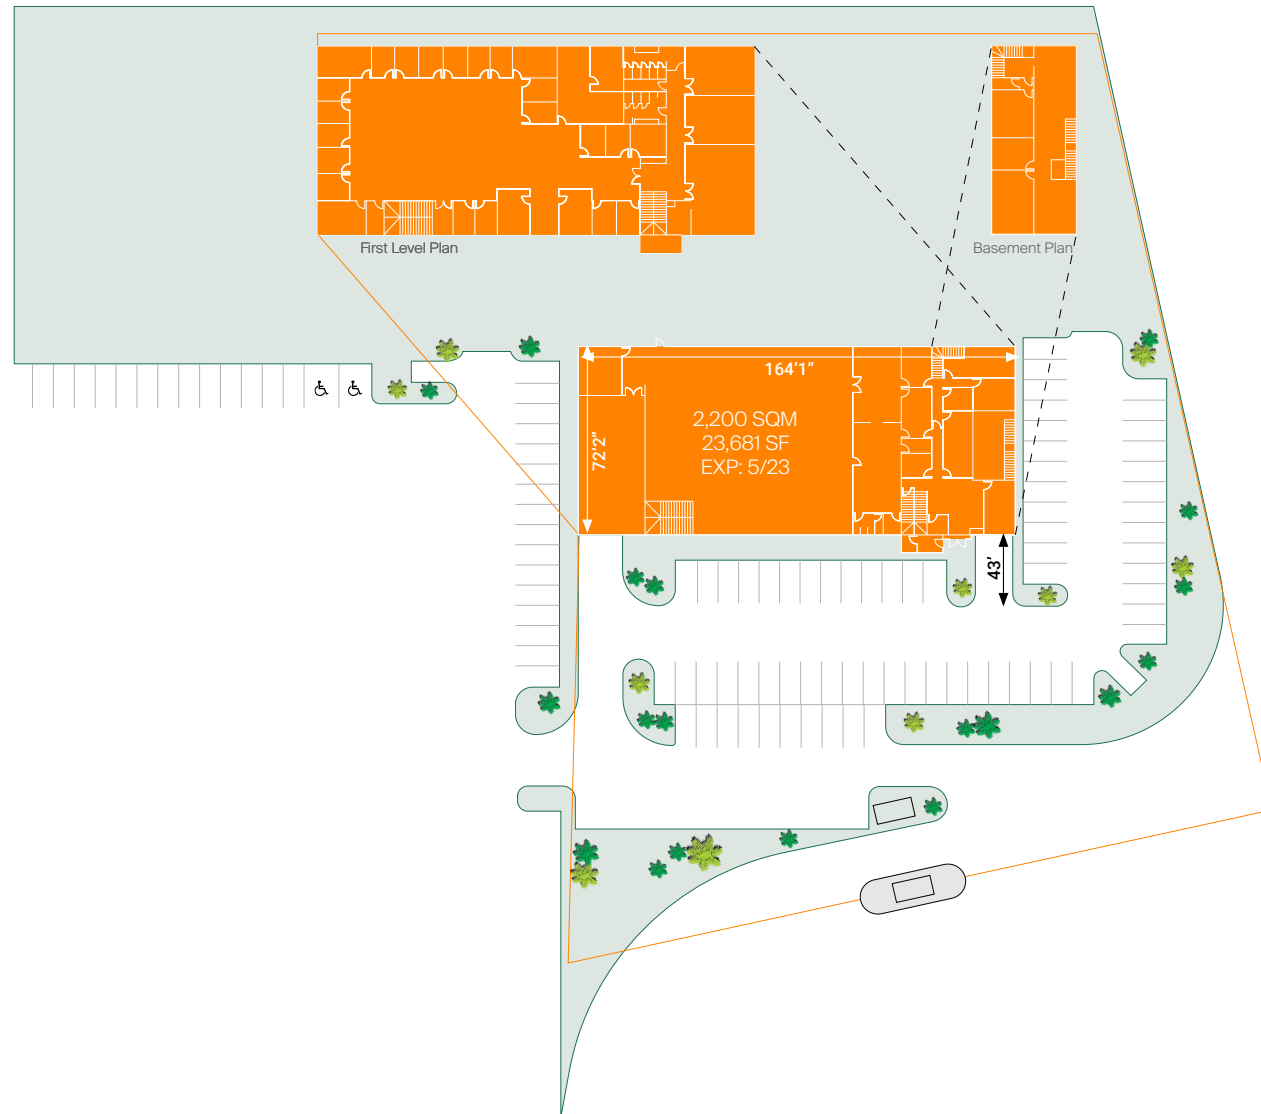 First Level Plan
Basement Plan
164'1"
72'2"
2,200 SQM
23,681 SF
EXP: 5/23
43'